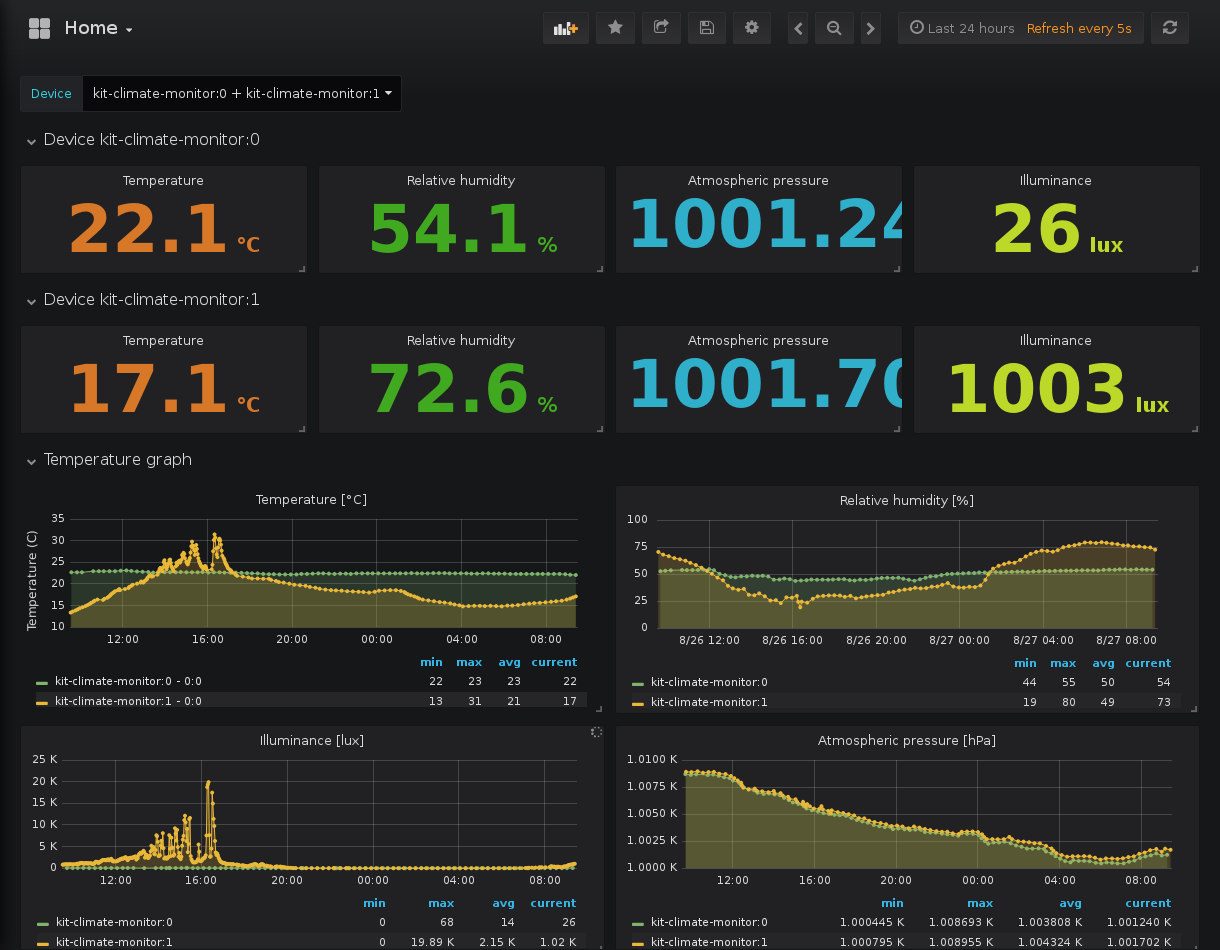 Home
Last 24 hours Refresh every 5s
Device kit-climate-monitor:0 + kit-climate-monitor:1
Device kit-climate-monitor:0
Temperature Relative humidity Atmospheric pressure Illuminance
22.1 °C 54.1 % 1001.24 26 lux
Device kit-climate-monitor:1
Temperature Relative humidity Atmospheric pressure Illuminance
17.1 °C 72.6 % 1001.70 1003 lux
Temperature graph
Temperature [°C]
Temperature (C)
35
30
25
20
15
10
12:00 16:00 20:00 00:00 04:00 08:00
min max avg current
kit-climate-monitor:0 - 0:0 22 23 23 22
kit-climate-monitor:1 - 0:0 13 31 21 17
Relative humidity [%]
100
75
50
25
0
8/26 12:00 8/26 16:00 8/26 20:00 8/27 00:00 8/27 04:00 8/27 08:00
min max avg current
kit-climate-monitor:0 44 55 50 54
kit-climate-monitor:1 19 80 49 73
Illuminance [lux]
25 K
20 K
15 K
10 K
5 K
0
12:00 16:00 20:00 00:00 04:00 08:00
min max avg current
kit-climate-monitor:0 0 68 14 26
kit-climate-monitor:1 0 19.89 K 2.15 K 1.02 K
Atmospheric pressure [hPa]
1.0100 K
1.0075 K
1.0050 K
1.0025 K
1.0000 K
12:00 16:00 20:00 00:00 04:00 08:00
min max avg current
kit-climate-monitor:0 1.000445 K 1.008693 K 1.003808 K 1.001240 K
kit-climate-monitor:1 1.000795 K 1.008955 K 1.004324 K 1.001702 K